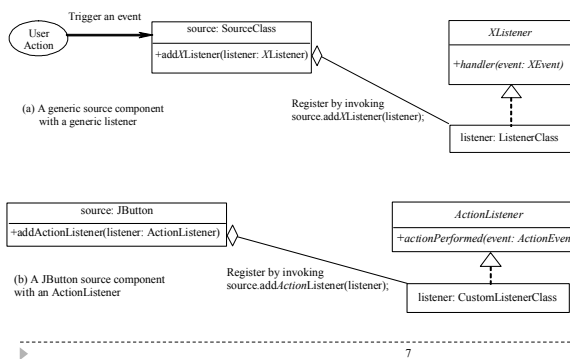 Trigger an event
User
Action
source: SourceClass
+addXListener(listener: XListener)
XListener
+handler(event: XEvent)
Register by invoking
source.addXListener(listener);
listener: ListenerClass
(a) A generic source component
with a generic listener
source: JButton
+addActionListener(listener: ActionListener)
ActionListener
+actionPerformed(event: ActionEven
Register by invoking
source.addActionListener(listener);
listener: CustomListenerClass
(b) A JButton source component
with an ActionListener
7